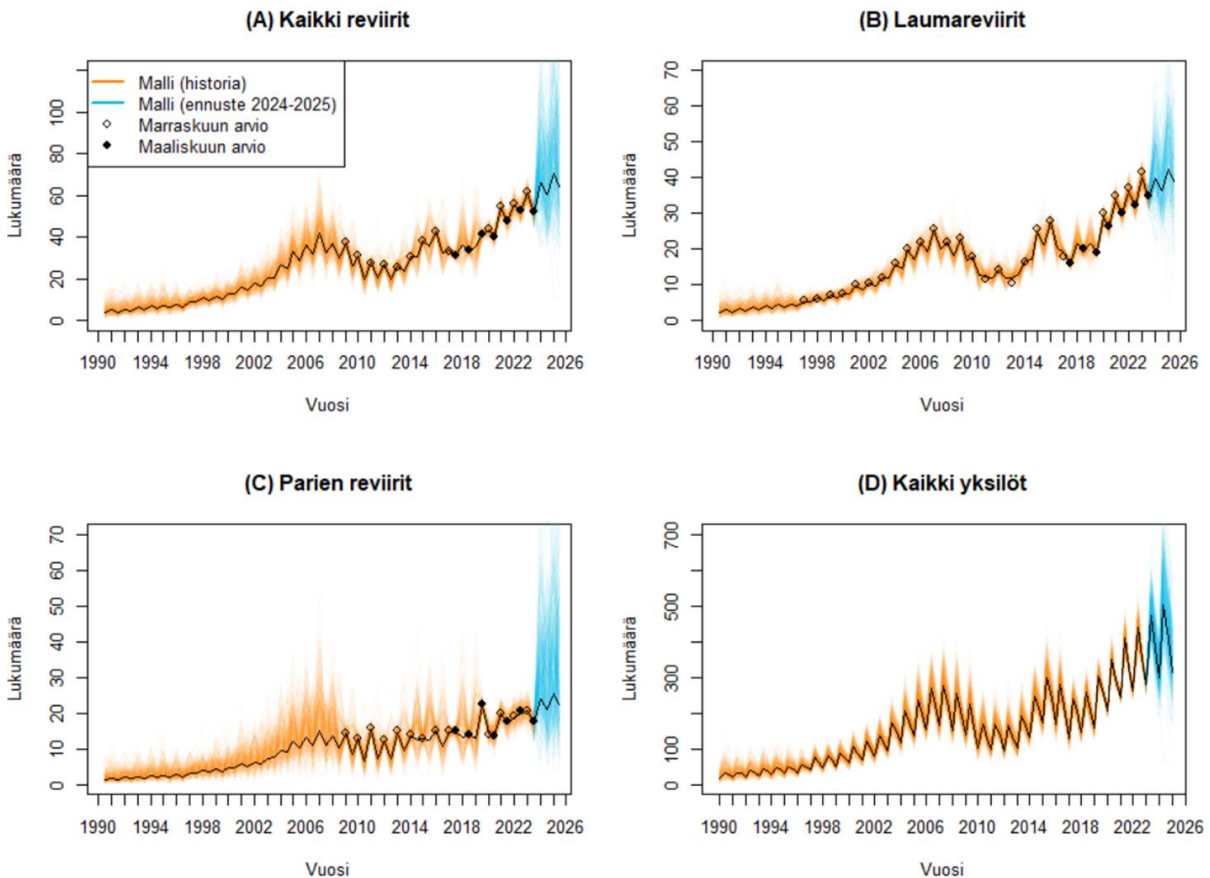 (A) Kaikki reviirit
Lukumäärä
0 20 40 60 80 100
Malli (historia)
Malli (ennuste 2024-2025)
Marraskuun arvio
Maaliskuun arvio
1990 1994 1998 2002 2006 2010 2014 2018 2022 2026
Vuosi
(B) Laumareviirit
Lukumäärä
0 10 20 30 40 50 60 70
1990 1994 1998 2002 2006 2010 2014 2018 2022 2026
Vuosi
(C) Parien reviirit
Lukumäärä
0 10 20 30 40 50 60 70
1990 1994 1998 2002 2006 2010 2014 2018 2022 2026
Vuosi
(D) Kaikki yksilöt
Lukumäärä
0 100 300 500 700
1990 1994 1998 2002 2006 2010 2014 2018 2022 2026
Vuosi